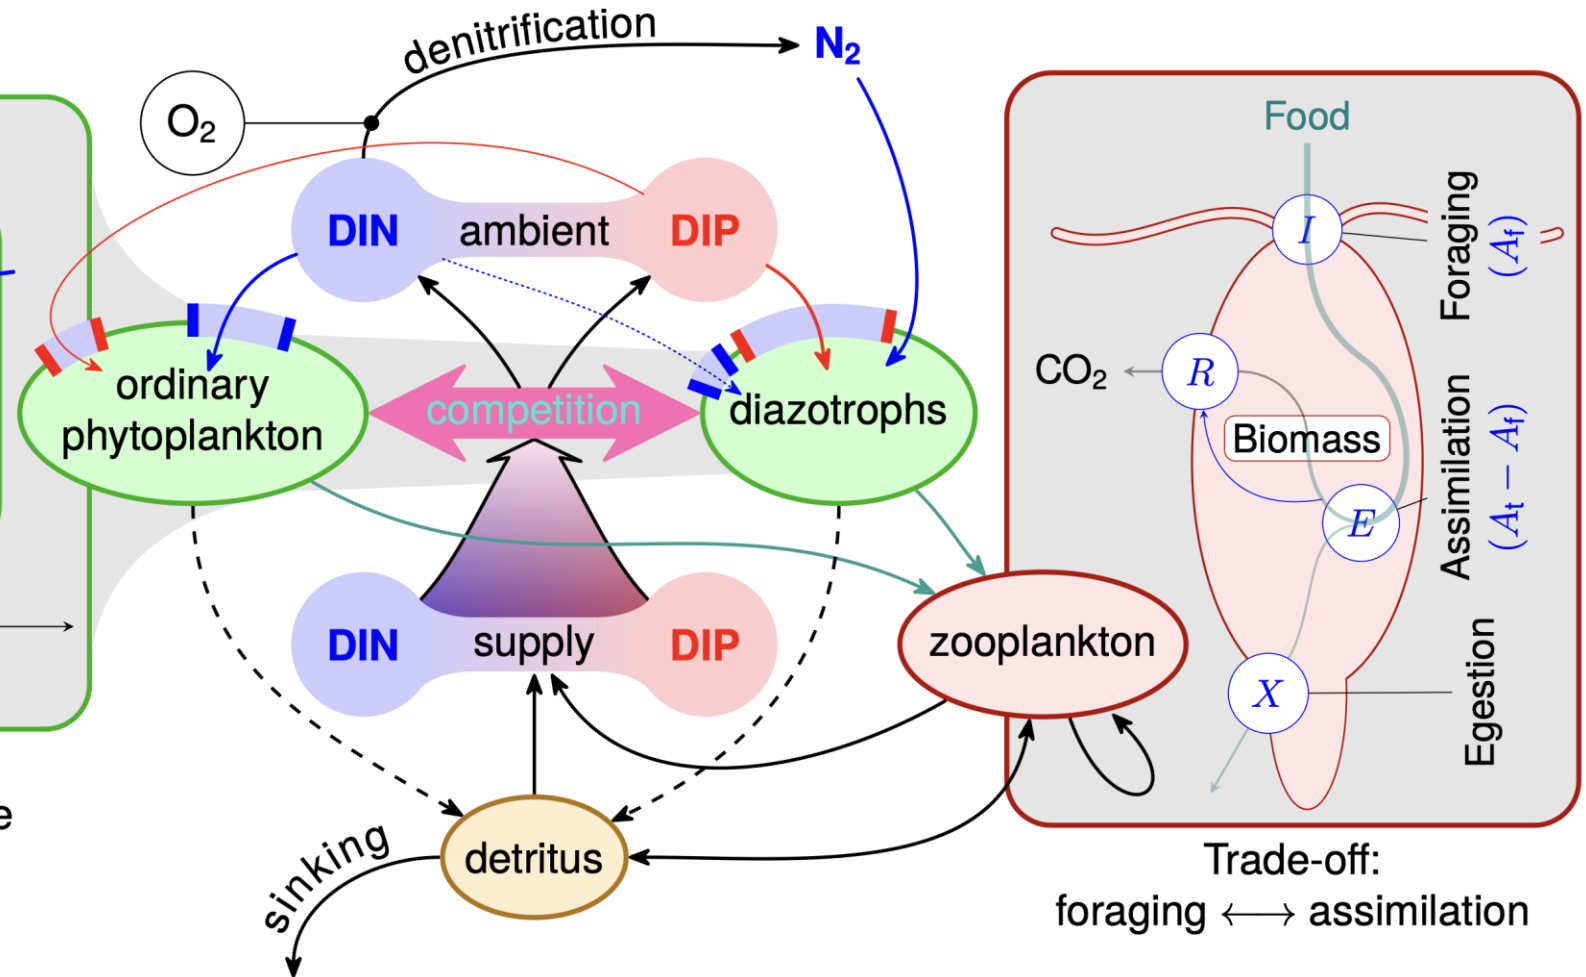 denitrification
N₂
O₂
Food
DIN ambient DIP
I
Foraging
(A_f)
CO₂
R
ordinary
phytoplankton
competition
diazotrophs
Biomass
E
Assimilation
(A_t − A_f)
DIN supply DIP
zooplankton
X
Egestion
e
detritus
sinking
Trade-off:
foraging ⟷ assimilation